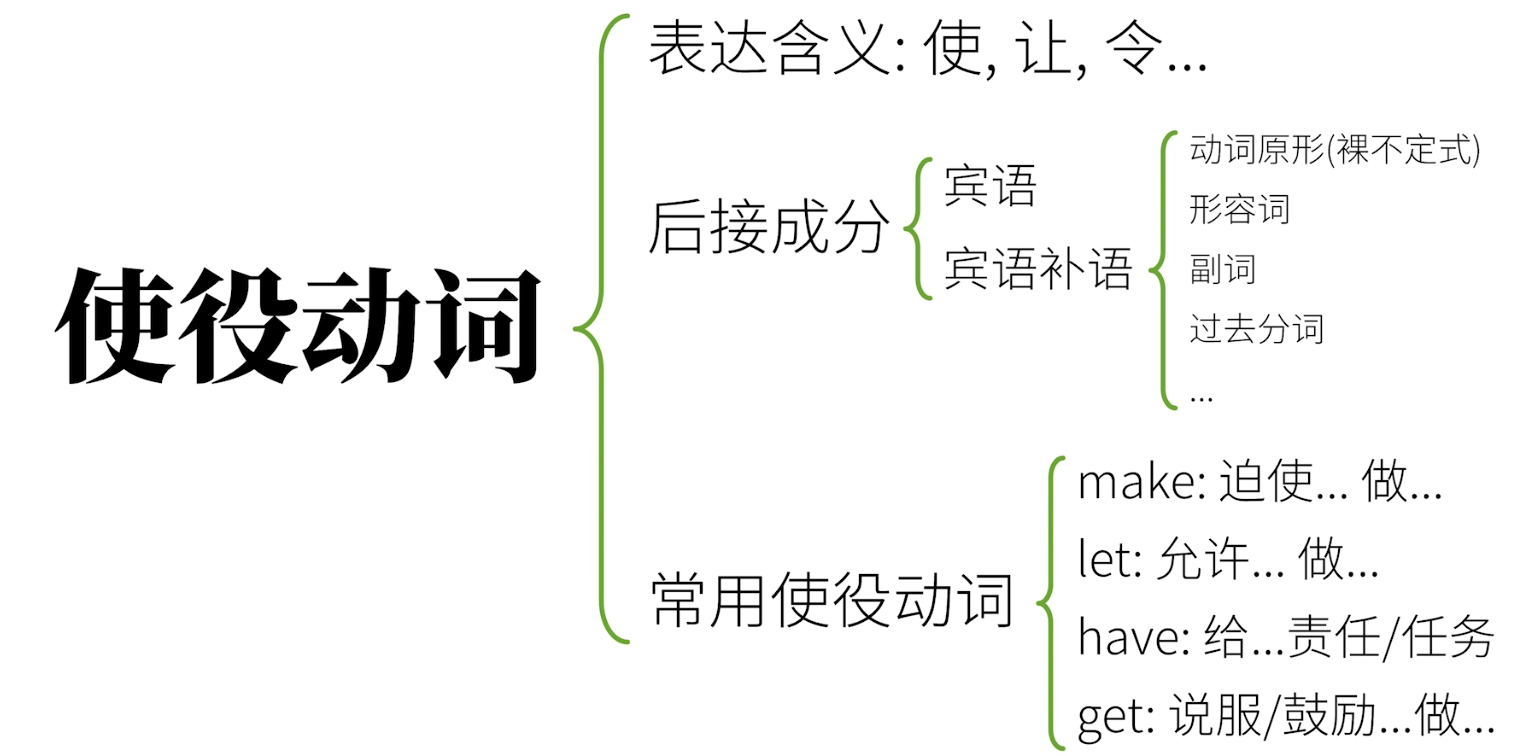 使役动词
表达含义: 使, 让, 令...
后接成分
宾语
宾语补语
动词原形(裸不定式)
形容词
副词
过去分词
...
常用使役动词
make: 迫使... 做...
let: 允许... 做...
have: 给...责任/任务
get: 说服/鼓励...做...